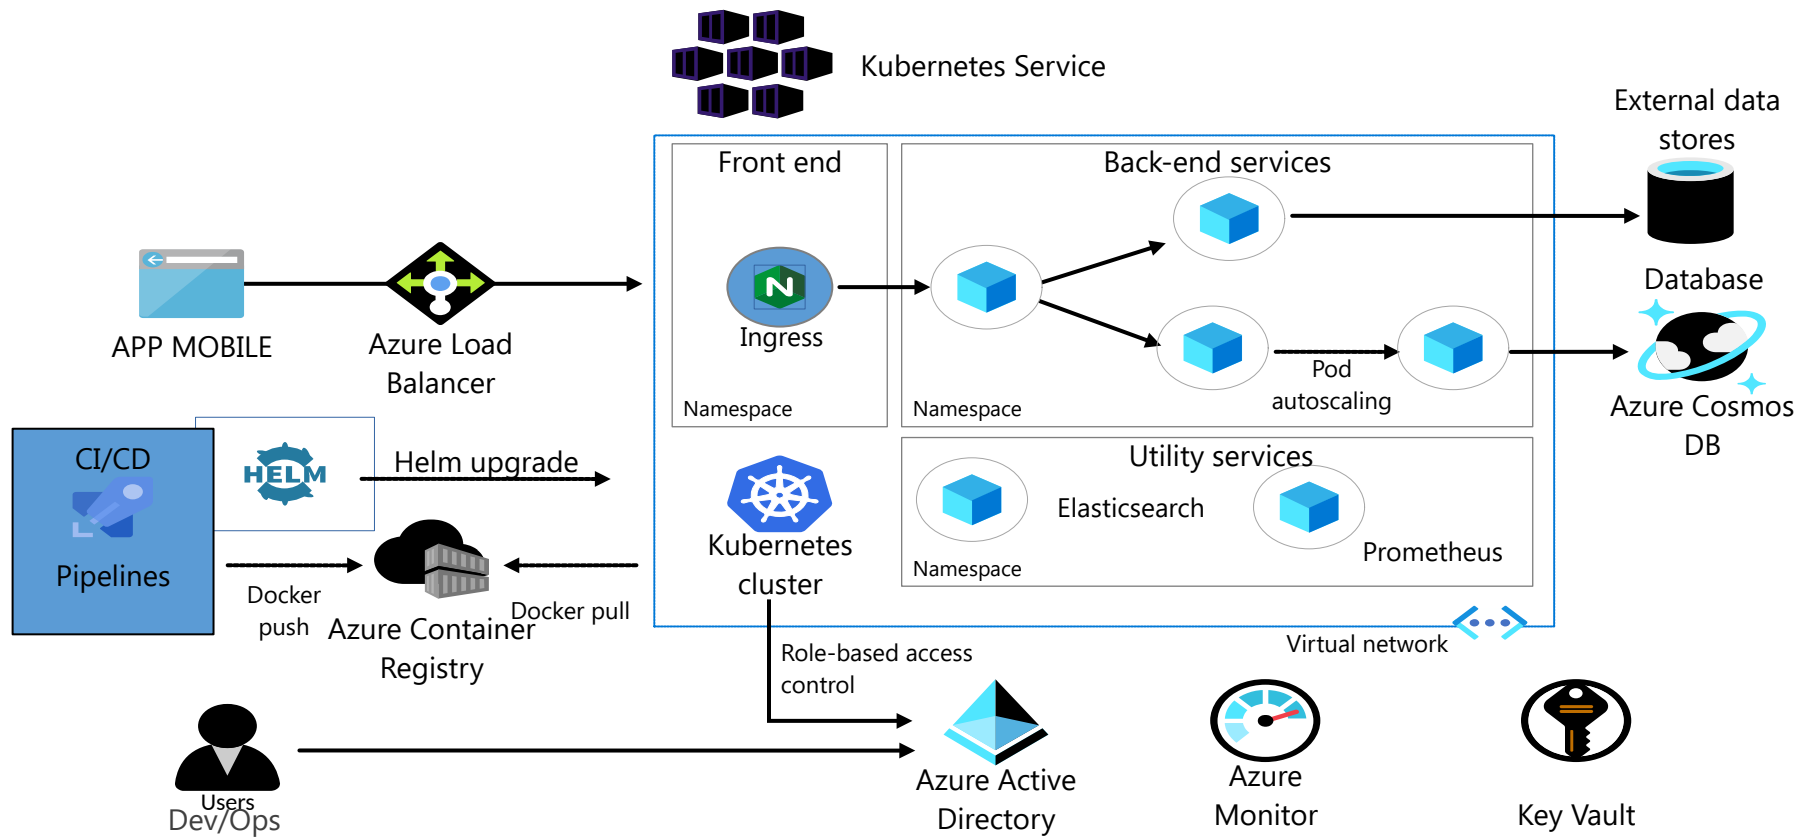 Kubernetes Service
External data
stores
Front end
Back-end services
Database
Ingress
APP MOBILE
Azure Load
Balancer
Pod
autoscaling
Namespace
Namespace
Azure Cosmos
DB
CI/CD
HELM
Helm upgrade
Utility services
Elasticsearch
Prometheus
Kubernetes
cluster
Namespace
Pipelines
Docker
push
Docker pull
Azure Container
Registry
Virtual network
Role-based access
control
Users
Dev/Ops
Azure Active
Directory
Azure
Monitor
Key Vault